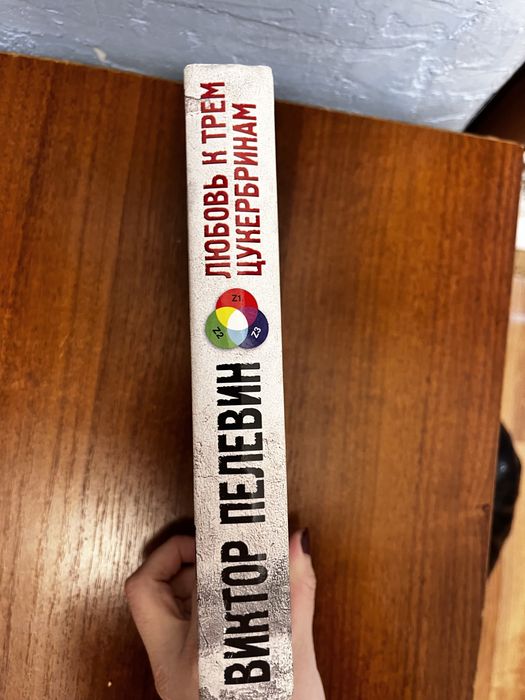 ВИКТОР ПЕЛЕВИН
Z1
Z2
Z3
ЛЮБОВЬ К ТРЕМ
ЦУКЕРБРИНАМ